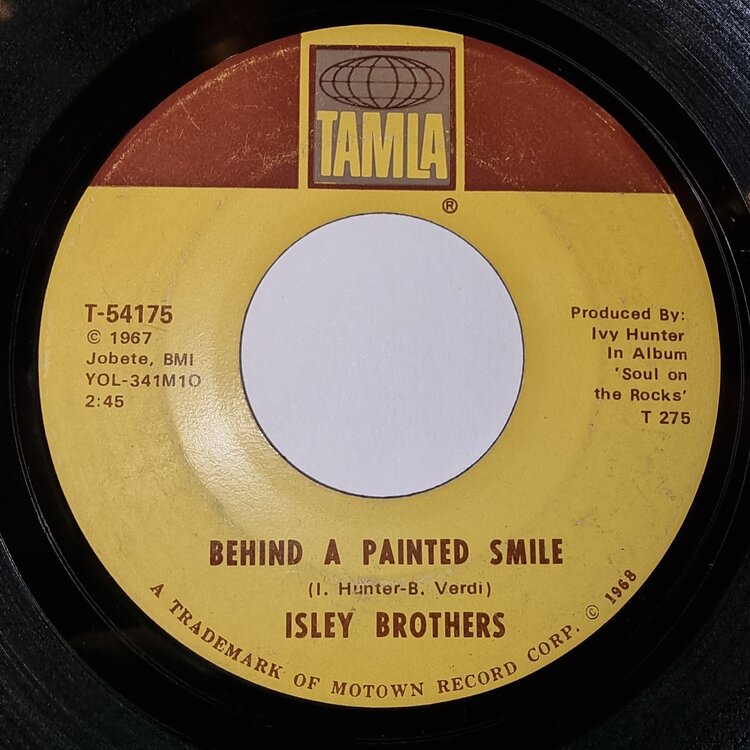 TAMLA
®
T-54175
© 1967
Jobete, BMI
YOL-341M1O
2:45
Produced By:
Ivy Hunter
In Album
'Soul on
the Rocks'
T 275
BEHIND A PAINTED SMILE
(I. Hunter-B. Verdi)
ISLEY BROTHERS
A TRADEMARK OF MOTOWN RECORD CORP. © 1968